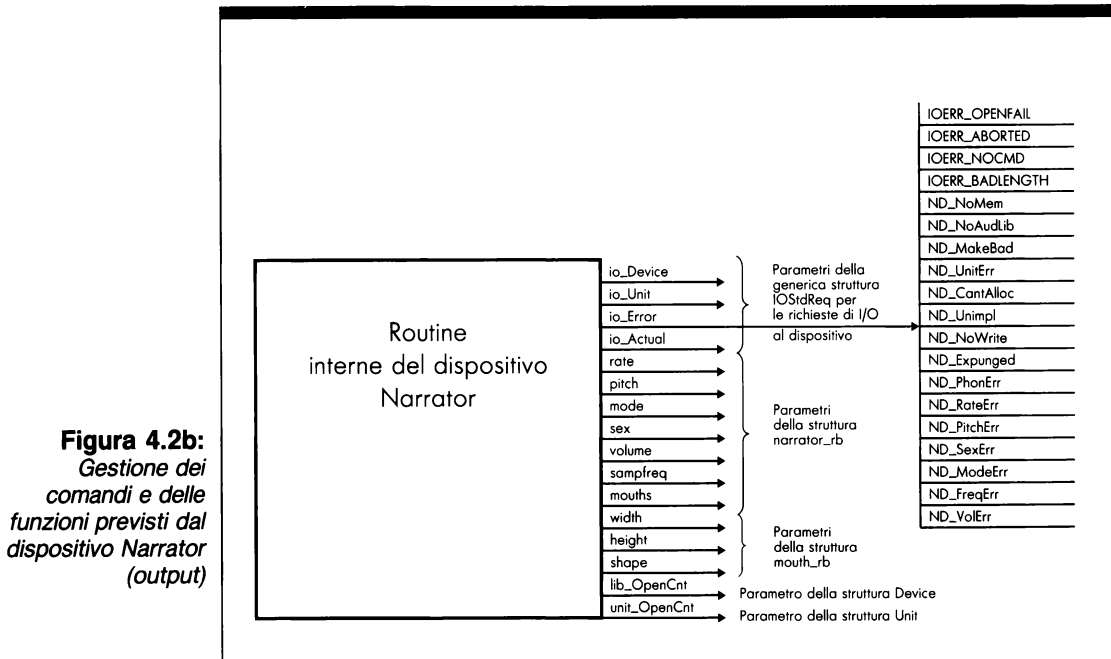 IOERR_OPENFAIL
IOERR_ABORTED
IOERR_NOCMD
IOERR_BADLENGTH
ND_NoMem
ND_NoAudLib
ND_MakeBad
ND_UnitErr
ND_CantAlloc
ND_Unimpl
ND_NoWrite
ND_Expunged
ND_PhonErr
ND_RateErr
ND_PitchErr
ND_SexErr
ND_ModeErr
ND_FreqErr
ND_VolErr
Routine
interne del dispositivo
Narrator
io_Device
io_Unit
io_Error
io_Actual
rate
pitch
mode
sex
volume
sampfreq
mouths
width
height
shape
lib_OpenCnt
unit_OpenCnt
Parametri della
generica struttura
IOStdReq per
le richieste di I/O
al dispositivo
Parametri
della struttura
narrator_rb
Parametri
della struttura
mouth_rb
Parametro della struttura Device
Parametro della struttura Unit
Figura 4.2b:
Gestione dei
comandi e delle
funzioni previsti dal
dispositivo Narrator
(output)